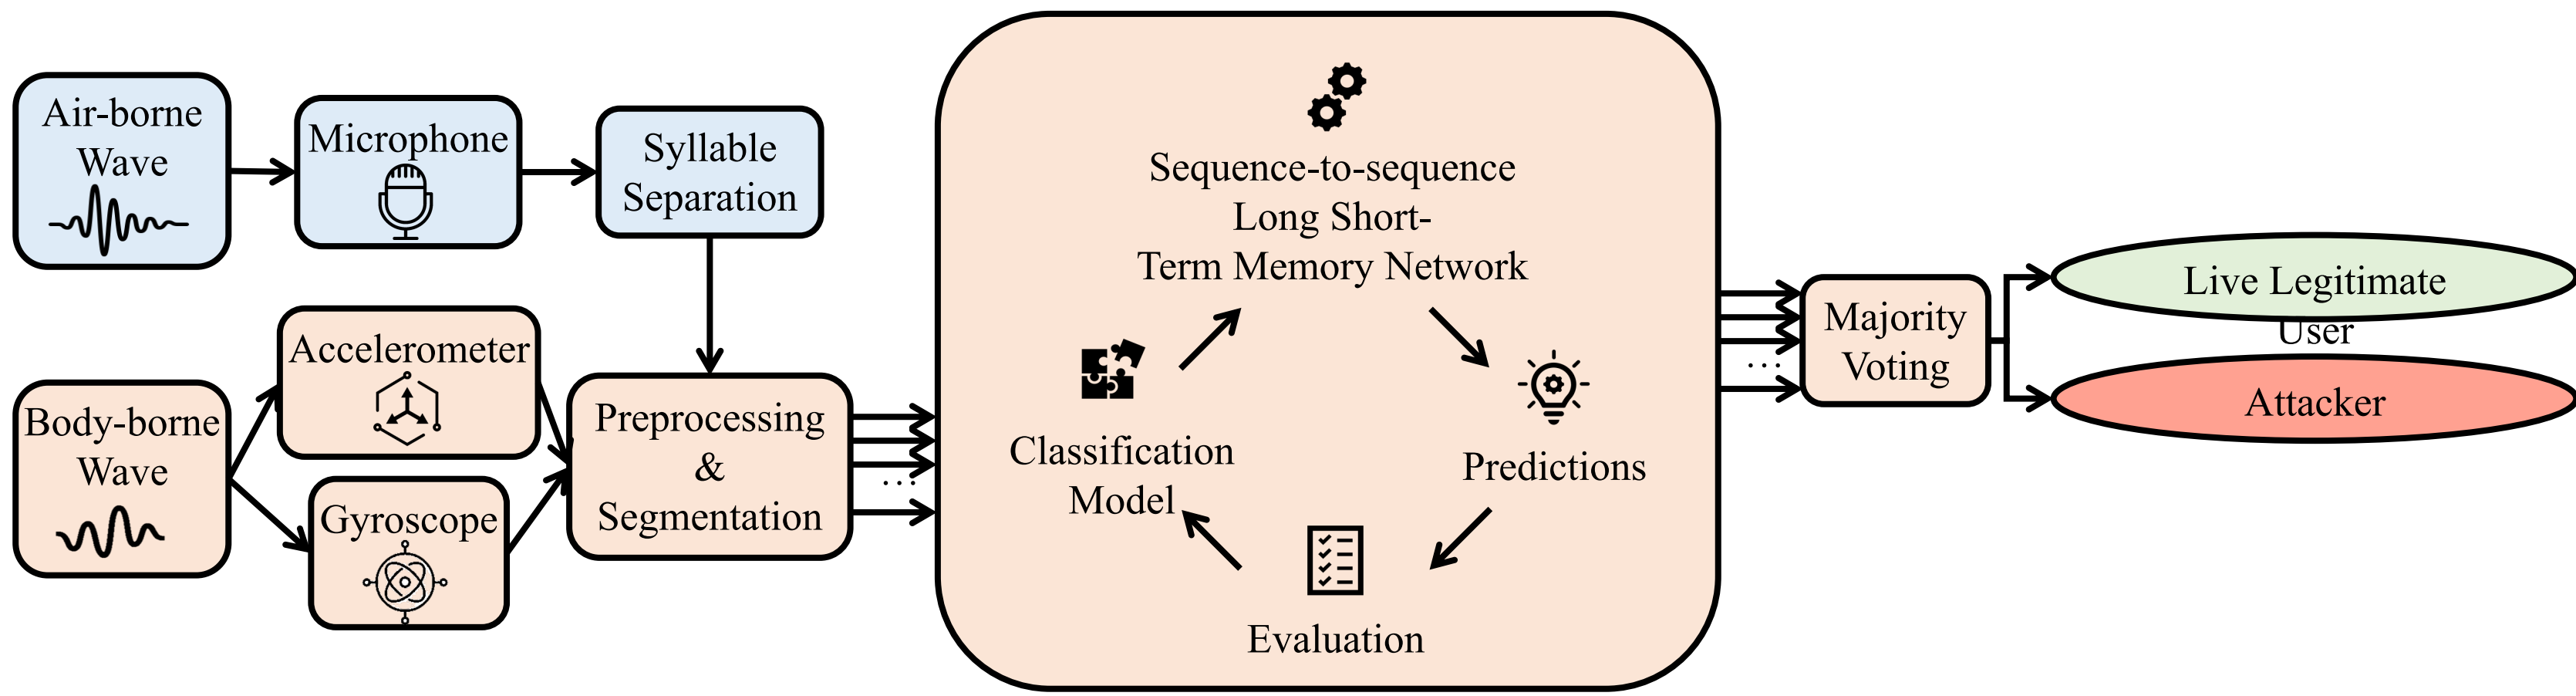 Air-borne
Wave
Microphone
Syllable
Separation
Body-borne
Wave
Accelerometer
Gyroscope
Preprocessing
&
Segmentation
...
Sequence-to-sequence
Long Short-
Term Memory Network
Predictions
Evaluation
Classification
Model
...
Majority
Voting
Live Legitimate
User
Attacker